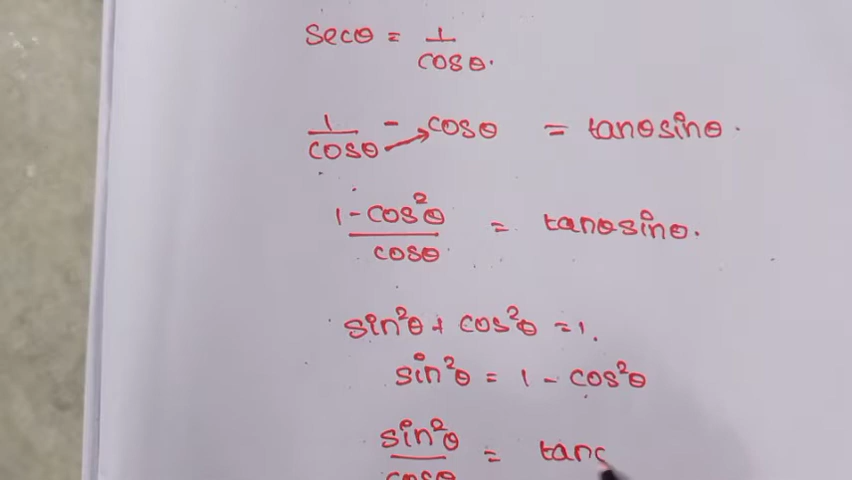 secθ = 1/cosθ.
1/cosθ - cosθ = tanθsinθ.
1-cos²θ/cosθ = tanθsinθ.
sin²θ + cos²θ = 1.
sin²θ = 1 - cos²θ
sin²θ/cosθ = tan